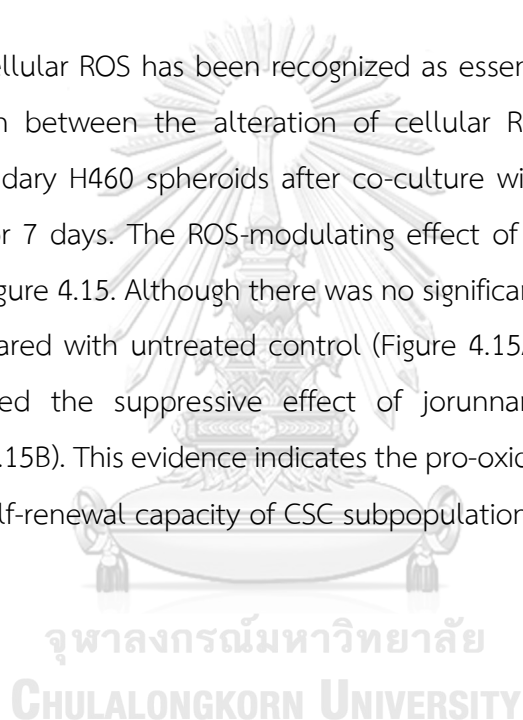 ellular ROS has been recognized as essen
n between the alteration of cellular R
dary H460 spheroids after co-culture wi
or 7 days. The ROS-modulating effect of
gure 4.15. Although there was no significar
ared with untreated control (Figure 4.15A
ed the suppressive effect of jorunnar
.15B). This evidence indicates the pro-oxid
lf-renewal capacity of CSC subpopulation
จุฬาลงกรณ์มหาวิทยาลัย
CHULALONGKORN UNIVERSITY